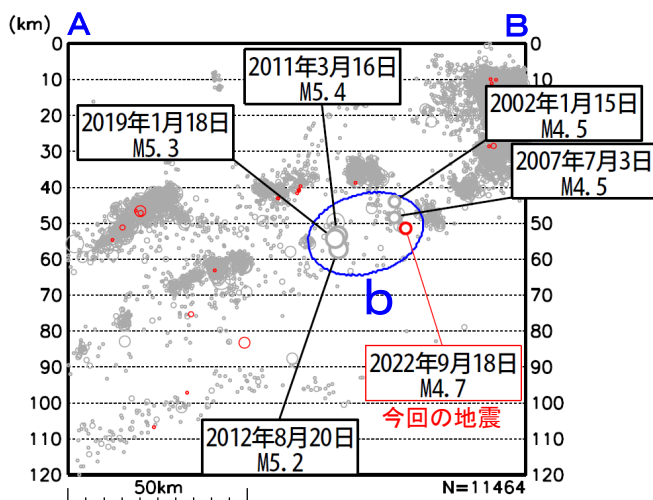 (km) A B
0 0
10 10
20 20
30 30
40 40
50 50
60 60
70 70
80 80
90 90
100 100
110 110
120 120
2011年3月16日
M5.4
2002年1月15日
M4.5
2019年1月18日
M5.3
2007年7月3日
M4.5
b
2022年9月18日
M4.7
今回の地震
2012年8月20日
M5.2
50km
N=11464